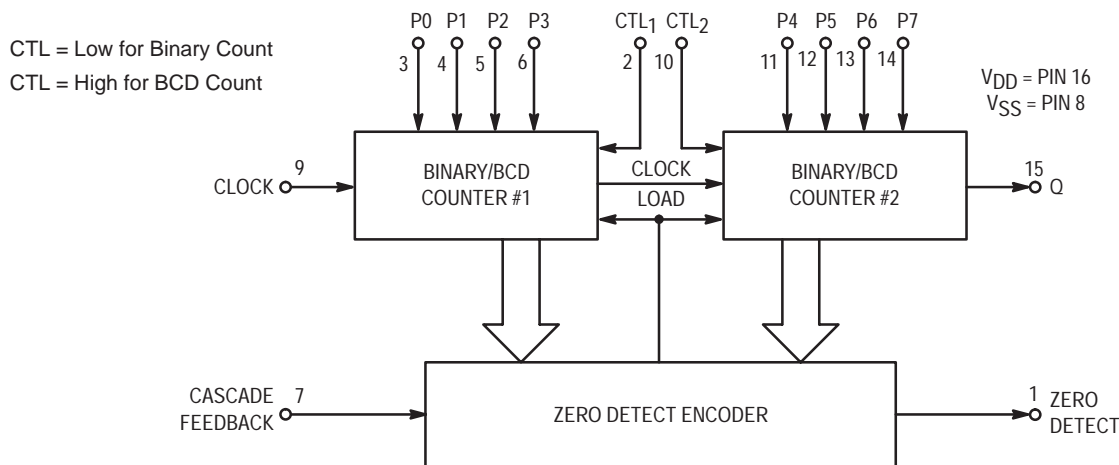 CTL = Low for Binary Count
CTL = High for BCD Count
P0 P1 P2 P3 CTL1 CTL2 P4 P5 P6 P7
3 4 5 6 2 10 11 12 13 14
VDD = PIN 16
VSS = PIN 8
CLOCK 9
BINARY/BCD
COUNTER #1
CLOCK
LOAD
BINARY/BCD
COUNTER #2
15
Q
CASCADE
FEEDBACK
7
ZERO DETECT ENCODER
1
ZERO
DETECT